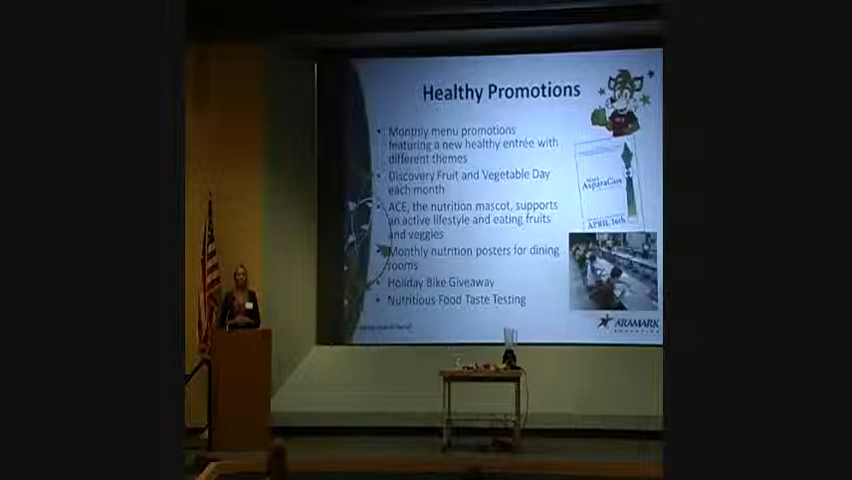 Healthy Promotions
• Monthly menu promotions
featuring a new healthy entrée with
different themes
• Discovery Fruit and Vegetable Day
each month
• ACE, the nutrition mascot, supports
an active lifestyle and eating fruits
and veggies
• Monthly nutrition posters for dining
rooms
• Holiday Bike Giveaway
• Nutritious Food Taste Testing
Meet
AsparaGus
APRIL 16th
ARAMARK